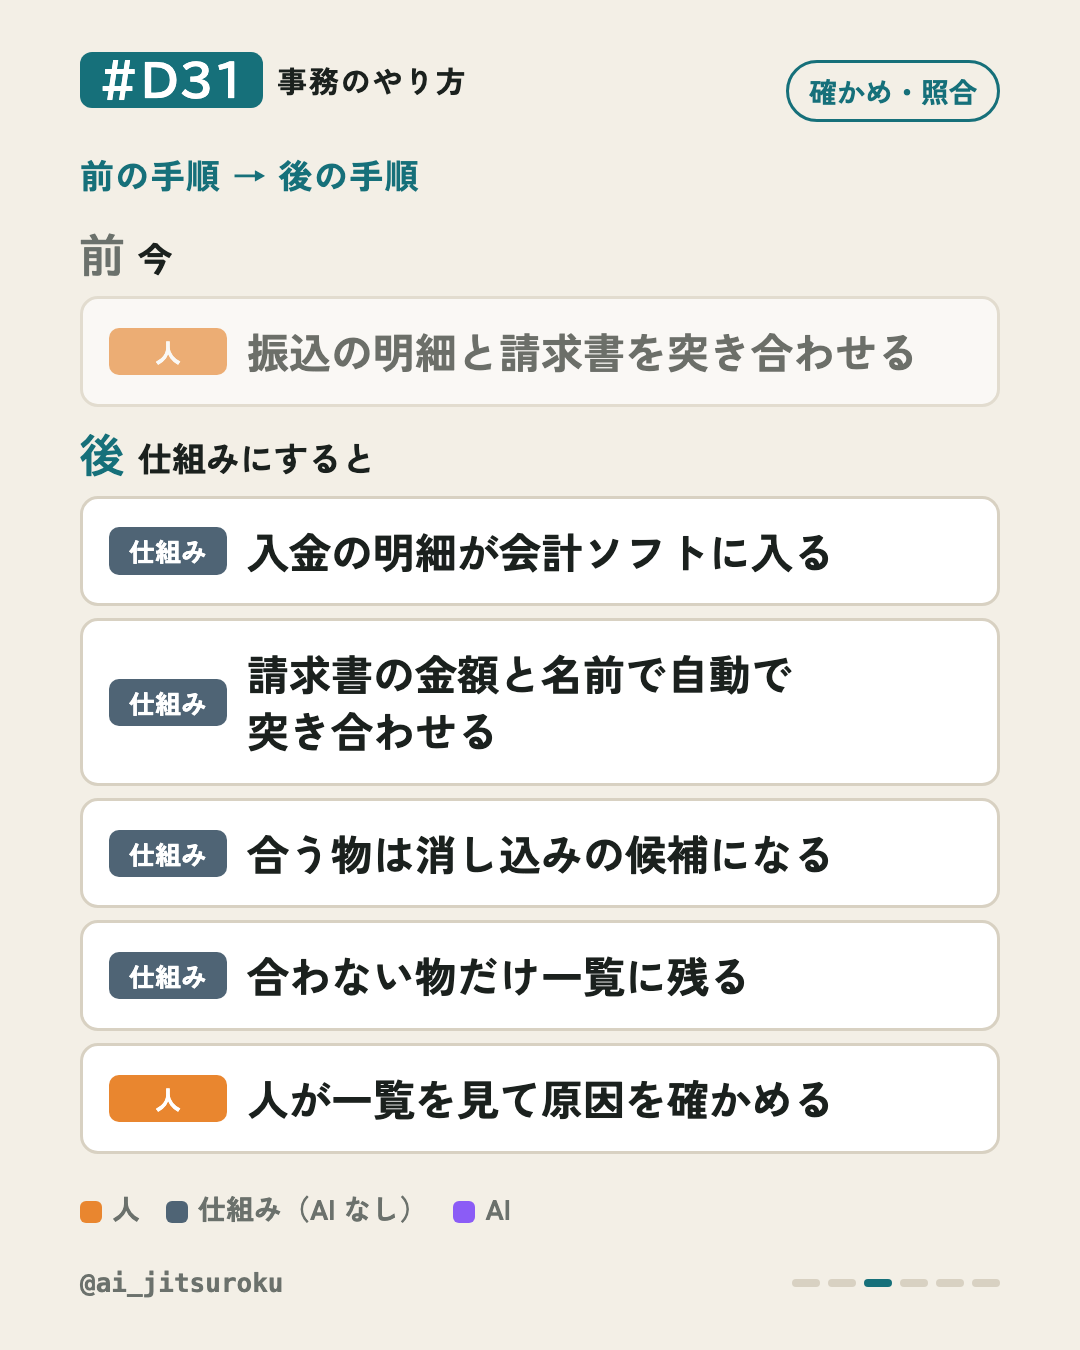 #D31 事務のやり方
確かめ・照合
前の手順 → 後の手順
前 今
人 振込の明細と請求書を突き合わせる
後 仕組みにすると
仕組み 入金の明細が会計ソフトに入る
仕組み 請求書の金額と名前で自動で
突き合わせる
仕組み 合う物は消し込みの候補になる
仕組み 合わない物だけ一覧に残る
人 人が一覧を見て原因を確かめる
人 仕組み（AI なし） AI
@ai_jitsuroku